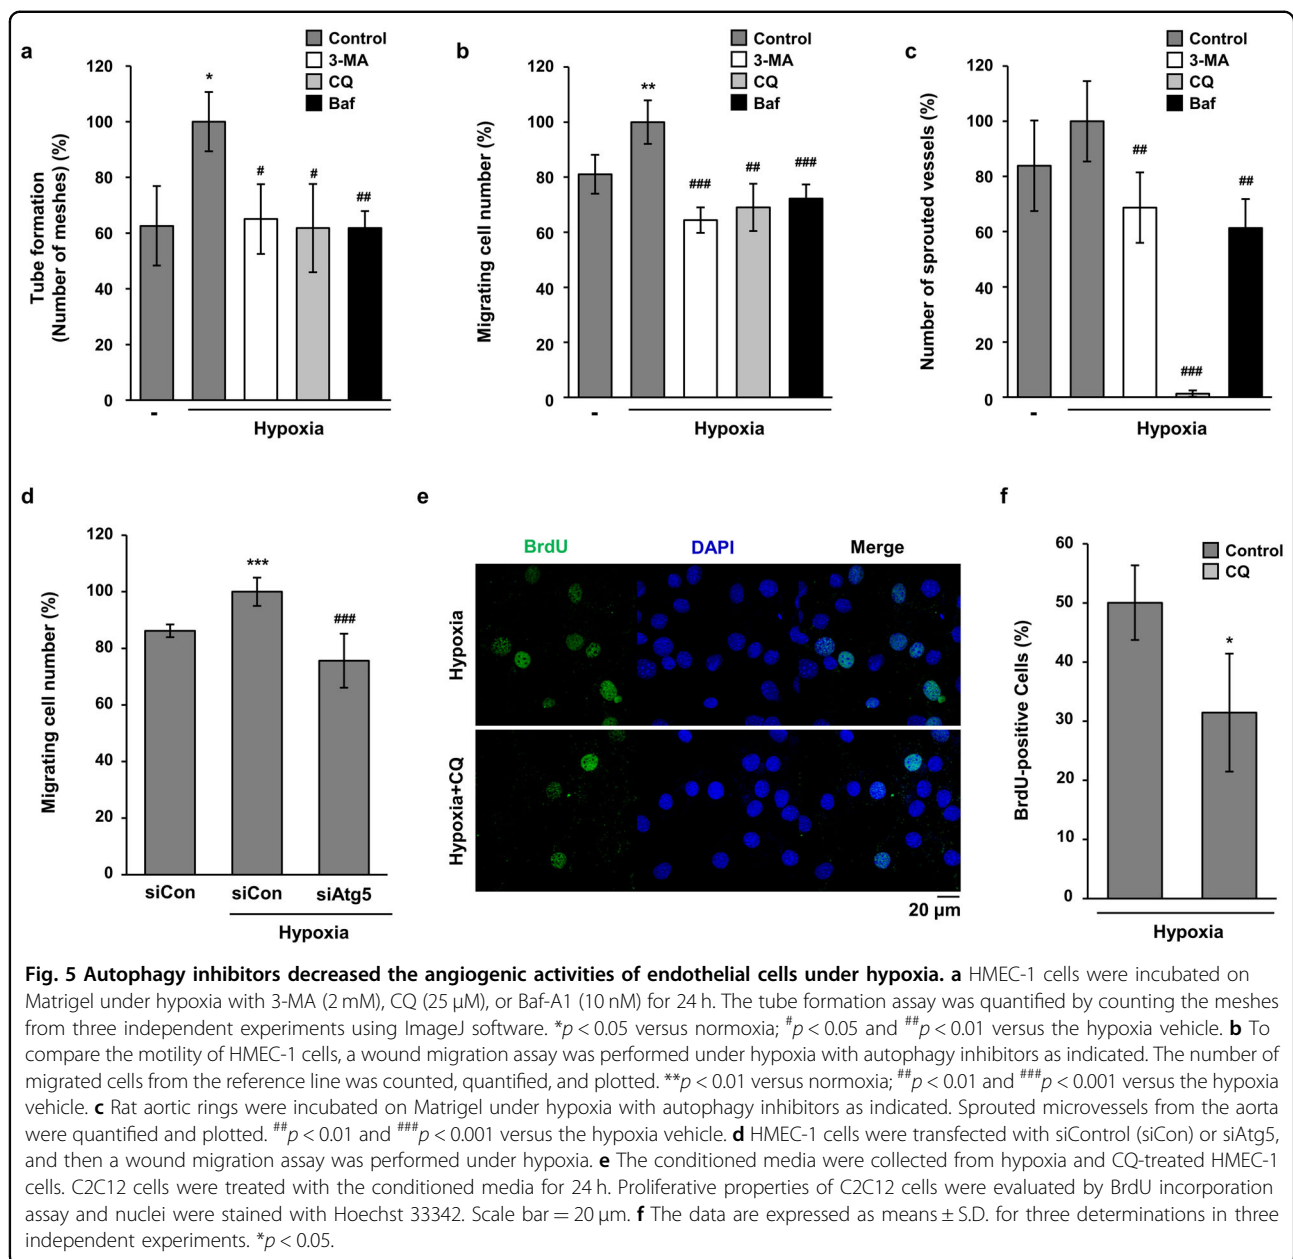 a
Control
3-MA
CQ
Baf
Tube formation
(Number of meshes) (%)
120
100
80
60
40
20
0
*
#
#
##
-
Hypoxia
b
Control
3-MA
CQ
Baf
Migrating cell number (%)
120
100
80
60
40
20
0
**
###
##
###
-
Hypoxia
c
Control
3-MA
CQ
Baf
Number of sprouted vessels (%)
120
100
80
60
40
20
0
##
###
##
-
Hypoxia
d
Migrating cell number (%)
120
100
80
60
40
20
0
***
###
siCon
siCon
siAtg5
Hypoxia
e
BrdU
DAPI
Merge
Hypoxia
Hypoxia+CQ
20 µm
f
Control
CQ
BrdU-positive Cells (%)
60
50
40
30
20
10
0
*
Hypoxia
Fig. 5 Autophagy inhibitors decreased the angiogenic activities of endothelial cells under hypoxia. a HMEC-1 cells were incubated on
Matrigel under hypoxia with 3-MA (2 mM), CQ (25 µM), or Baf-A1 (10 nM) for 24 h. The tube formation assay was quantified by counting the meshes
from three independent experiments using ImageJ software. *p < 0.05 versus normoxia; #p < 0.05 and ##p < 0.01 versus the hypoxia vehicle. b To
compare the motility of HMEC-1 cells, a wound migration assay was performed under hypoxia with autophagy inhibitors as indicated. The number of
migrated cells from the reference line was counted, quantified, and plotted. **p < 0.01 versus normoxia; ##p < 0.01 and ###p < 0.001 versus the hypoxia
vehicle. c Rat aortic rings were incubated on Matrigel under hypoxia with autophagy inhibitors as indicated. Sprouted microvessels from the aorta
were quantified and plotted. ##p < 0.01 and ###p < 0.001 versus the hypoxia vehicle. d HMEC-1 cells were transfected with siControl (siCon) or siAtg5,
and then a wound migration assay was performed under hypoxia. e The conditioned media were collected from hypoxia and CQ-treated HMEC-1
cells. C2C12 cells were treated with the conditioned media for 24 h. Proliferative properties of C2C12 cells were evaluated by BrdU incorporation
assay and nuclei were stained with Hoechst 33342. Scale bar = 20 µm. f The data are expressed as means ± S.D. for three determinations in three
independent experiments. *p < 0.05.